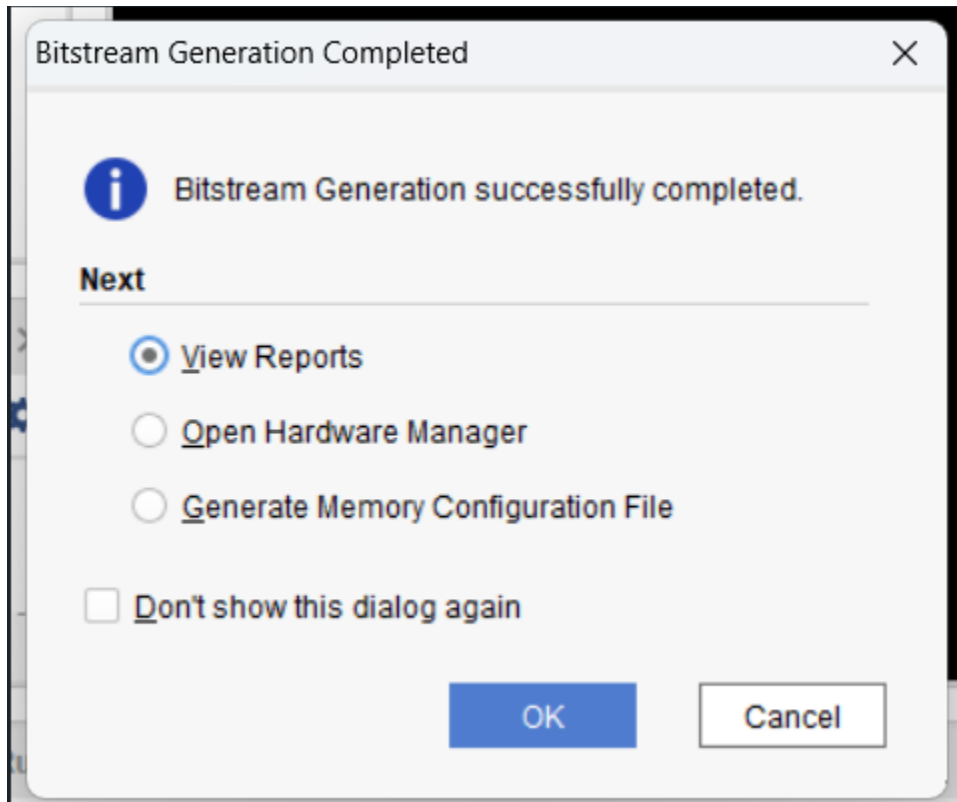 Bitstream Generation Completed
Bitstream Generation successfully completed.
Next
View Reports
Open Hardware Manager
Generate Memory Configuration File
Don't show this dialog again
OK
Cancel